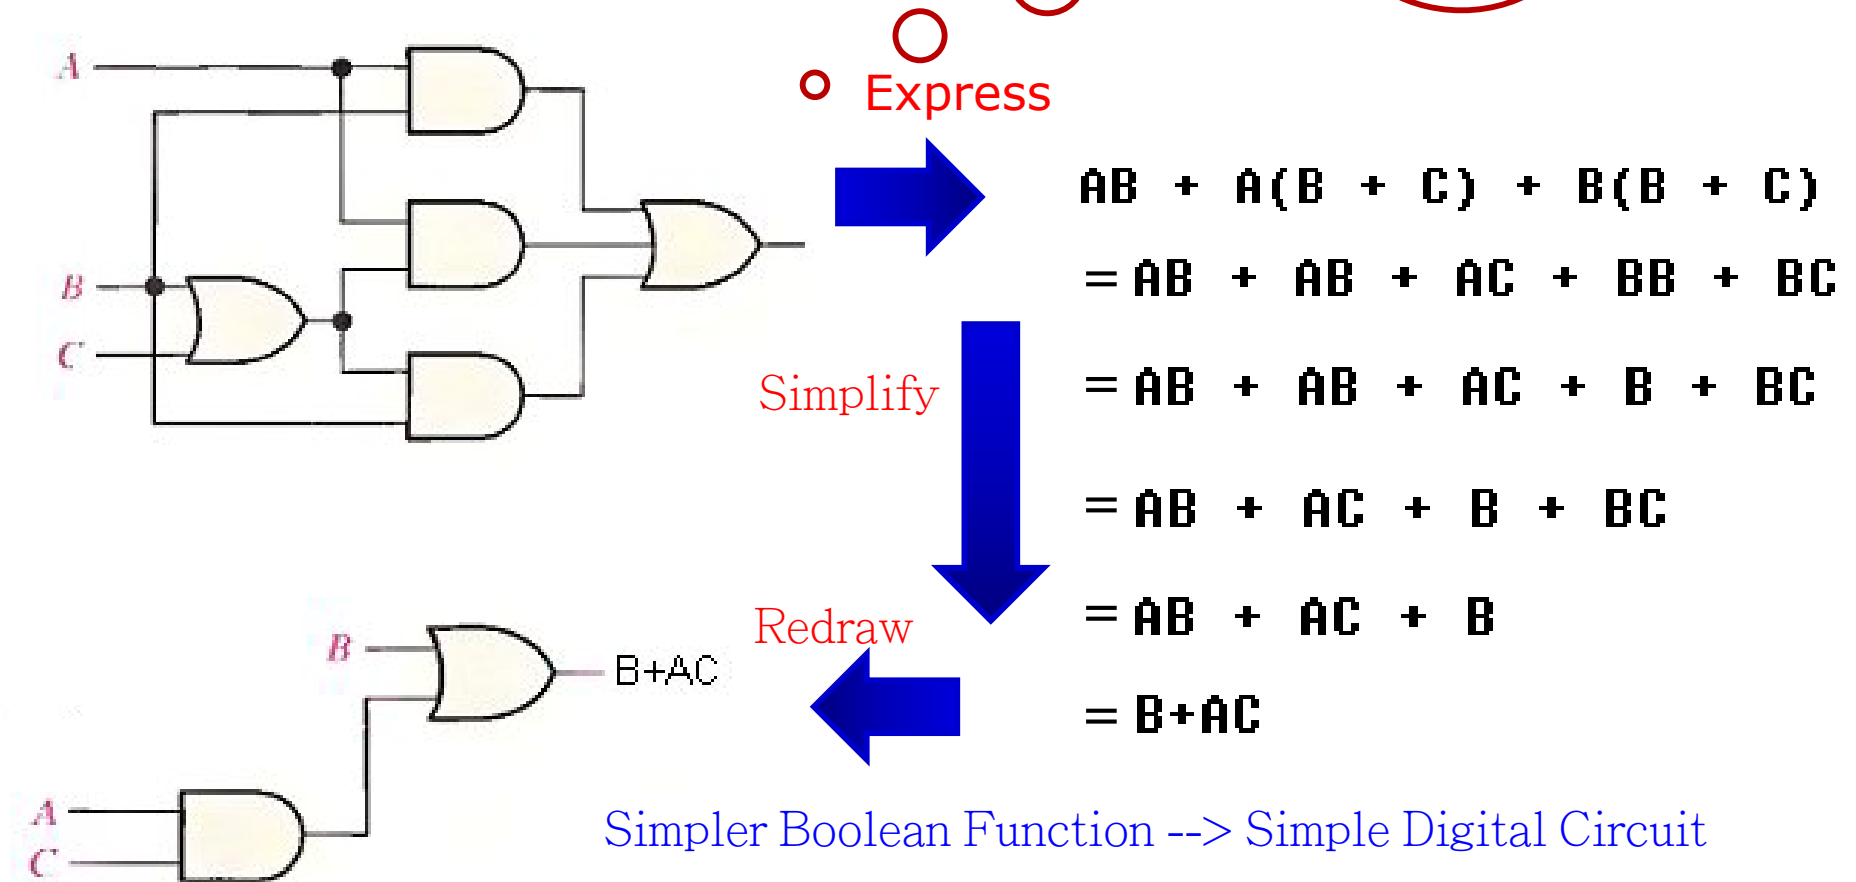 A
B
C
Express
AB + A(B + C) + B(B + C)
= AB + AB + AC + BB + BC
Simplify
= AB + AB + AC + B + BC
= AB + AC + B + BC
= AB + AC + B
= B+AC
Redraw
B
B+AC
A
C
Simpler Boolean Function --> Simple Digital Circuit